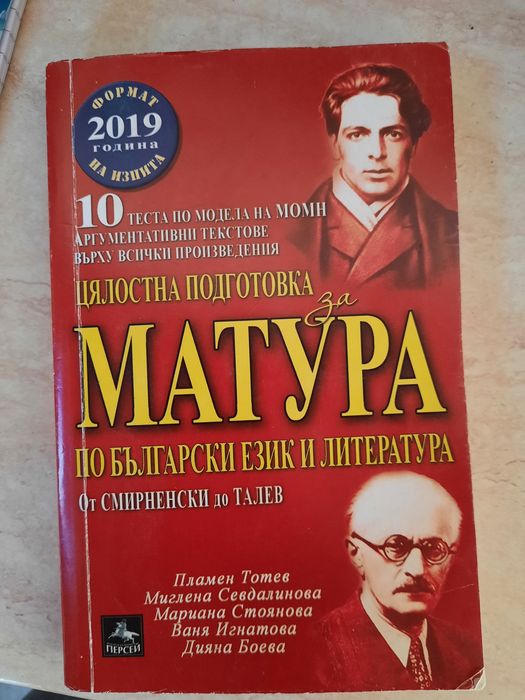 ФОРМАТ
2019
ГОДИНА
НА ИЗПИТА
10 ТЕСТА ПО МОДЕЛА НА МОМН
АРГУМЕНТАТИВНИ ТЕКСТОВЕ
ВЪРХУ ВСИЧКИ ПРОИЗВЕДЕНИЯ
ЦЯЛОСТНА ПОДГОТОВКА
за
МАТУРА
ПО БЪЛГАРСКИ ЕЗИК И ЛИТЕРАТУРА
От СМИРНЕНСКИ до ТАЛЕВ
Пламен Тотев
Миглена Севдалинова
Мариана Стоянова
Ваня Игнатова
Дияна Боева
ПЕРСЕЙ